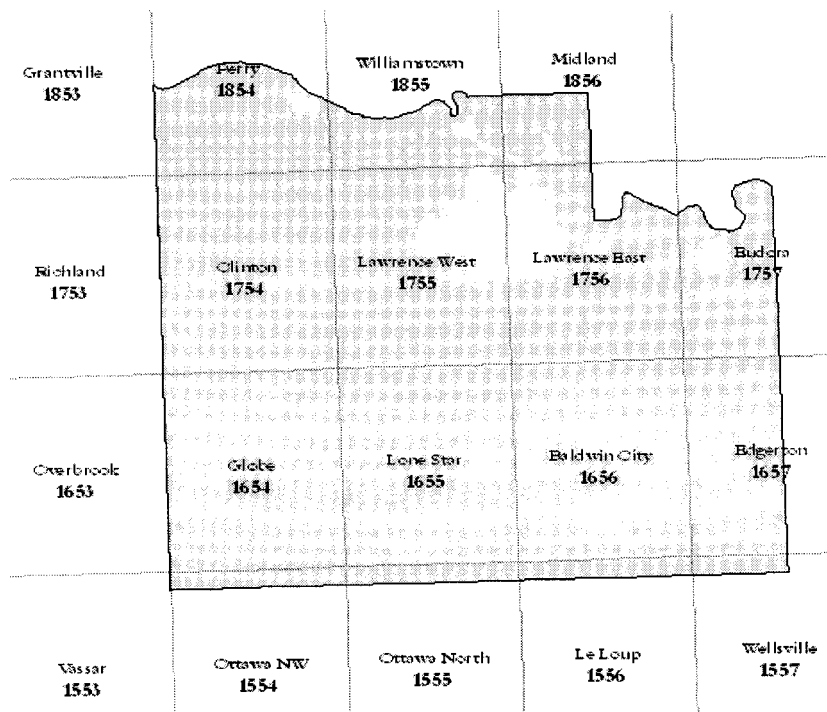 Grantville
1853
Perry
1854
Williamstown
1855
Midland
1856
Richland
1753
Clinton
1754
Lawrence West
1755
Lawrence East
1756
Eudora
1757
Overbrook
1653
Globe
1654
Lone Star
1655
Baldwin City
1656
Edgerton
1657
Vassar
1553
Ottawa NW
1554
Ottawa North
1555
Le Loup
1556
Wellsville
1557